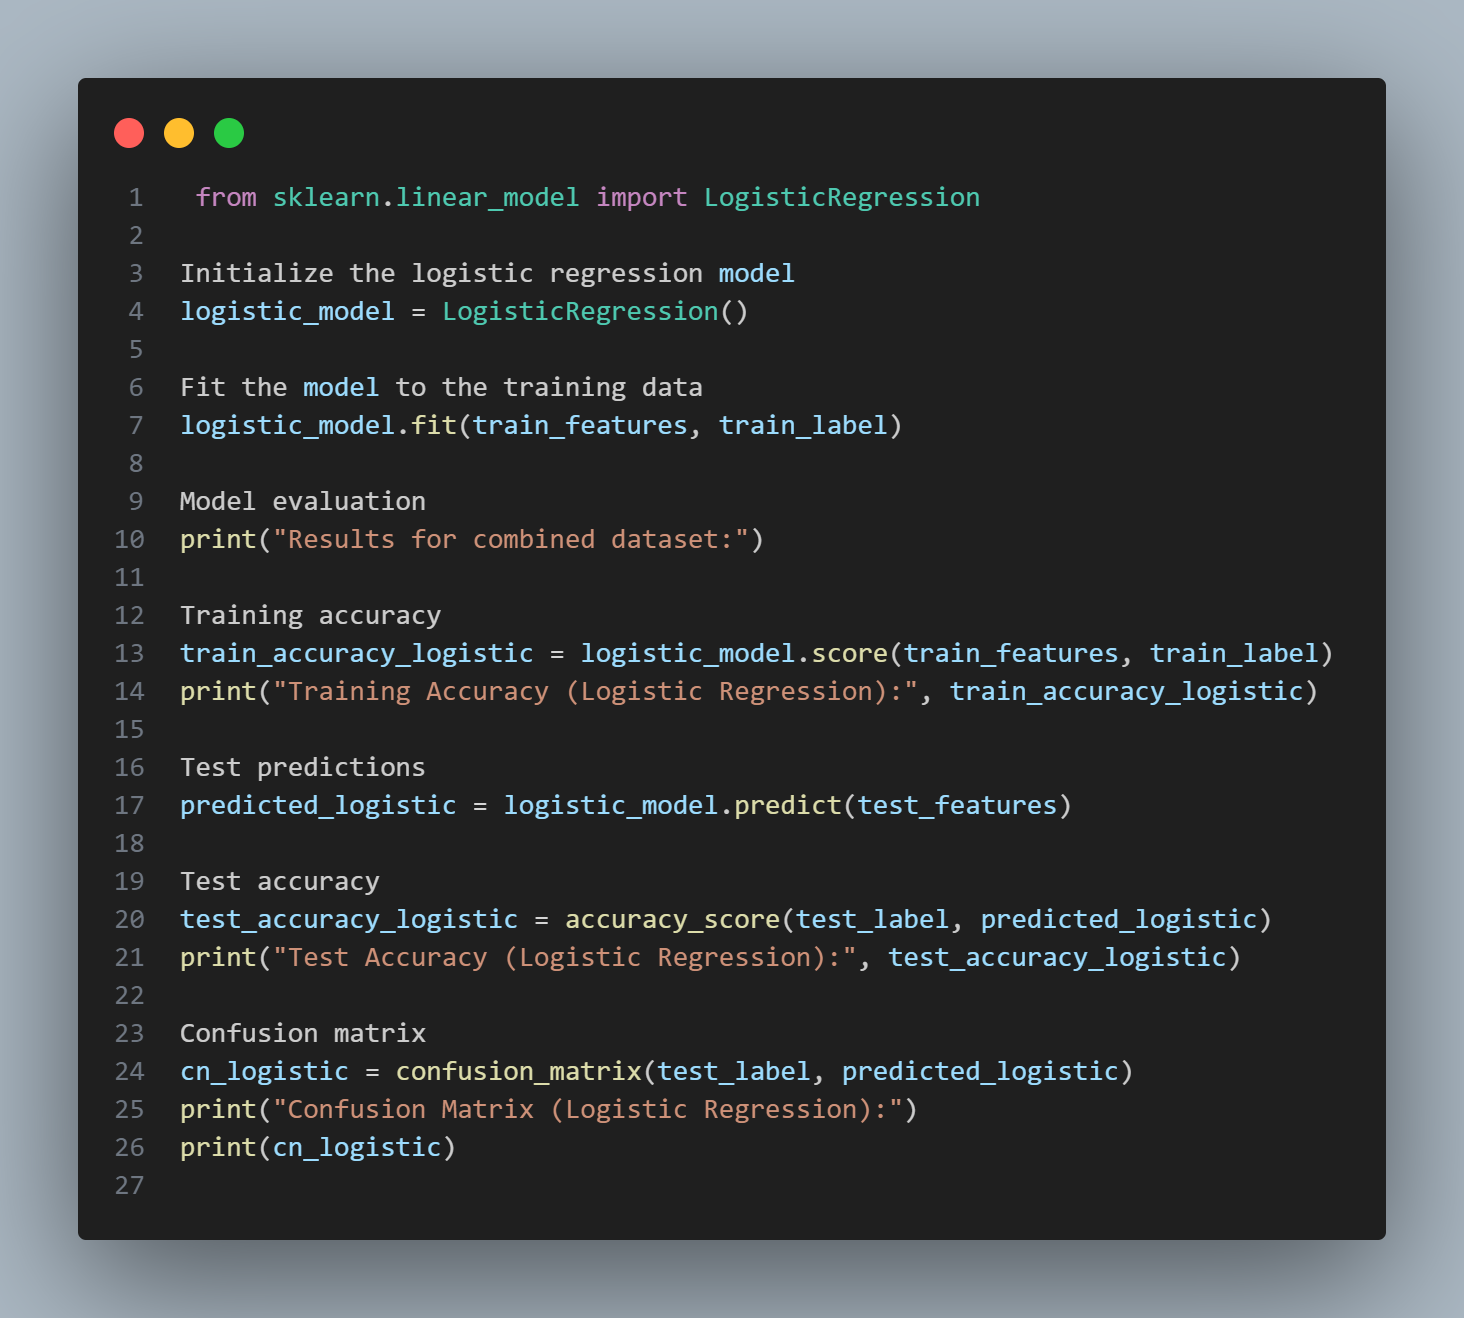 1 from sklearn.linear_model import LogisticRegression
2
3 Initialize the logistic regression model
4 logistic_model = LogisticRegression()
5
6 Fit the model to the training data
7 logistic_model.fit(train_features, train_label)
8
9 Model evaluation
10 print("Results for combined dataset:")
11
12 Training accuracy
13 train_accuracy_logistic = logistic_model.score(train_features, train_label)
14 print("Training Accuracy (Logistic Regression):", train_accuracy_logistic)
15
16 Test predictions
17 predicted_logistic = logistic_model.predict(test_features)
18
19 Test accuracy
20 test_accuracy_logistic = accuracy_score(test_label, predicted_logistic)
21 print("Test Accuracy (Logistic Regression):", test_accuracy_logistic)
22
23 Confusion matrix
24 cn_logistic = confusion_matrix(test_label, predicted_logistic)
25 print("Confusion Matrix (Logistic Regression):")
26 print(cn_logistic)
27